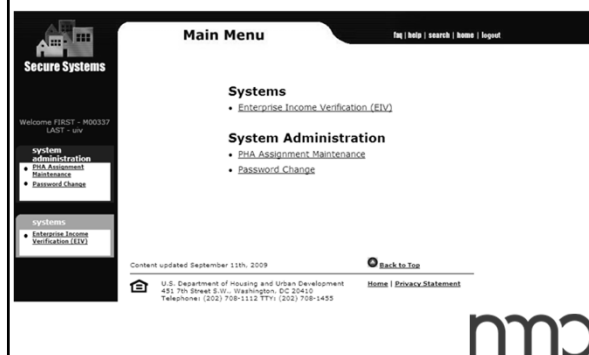 Secure Systems
Main Menu
faq | help | search | home | logout
Welcome FIRST - M00337
LAST - uiv
system
administration
PHA Assignment
Maintenance
Password Change
systems
Enterprise Income
Verification (EIV)
Systems
• Enterprise Income Verification (EIV)
System Administration
• PHA Assignment Maintenance
• Password Change
Content updated September 11th, 2009
Back to Top
U.S. Department of Housing and Urban Development
451 7th Street S.W., Washington, DC 20410
Telephone: (202) 708-1112 TTY: (202) 708-1455
Home | Privacy Statement
nma